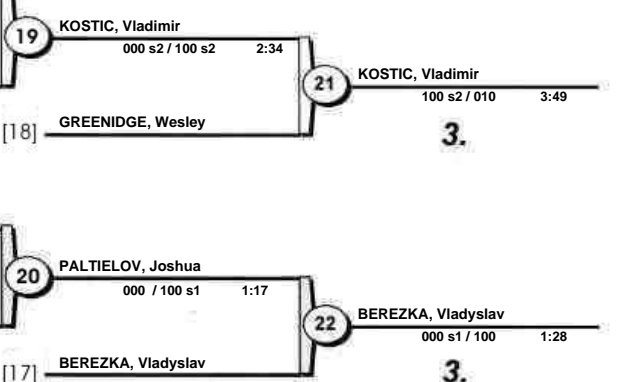 19
KOSTIC, Vladimir
000 s2 / 100 s2 2:34
21
KOSTIC, Vladimir
100 s2 / 010 3:49
[18] GREENIDGE, Wesley
3.
20
PALTIELOV, Joshua
000 / 100 s1 1:17
22
BEREZKA, Vladyslav
000 s1 / 100 1:28
[17] BEREZKA, Vladyslav
3.